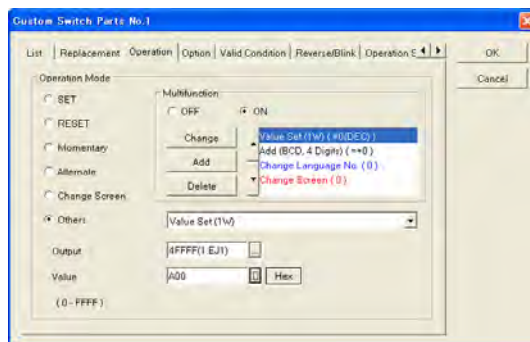 Custom Switch Parts No.1
List Replacement Operation Option Valid Condition Reverse/Blink Operation S
OK
Cancel
Operation Mode
SET
RESET
Momentary
Alternate
Change Screen
Others
Multifunction
OFF ON
Change
Add
Delete
Value Set (1W) ( =0(DEC) )
Add (BCD, 4 Digits) ( =+0 )
Change Language No. ( 0 )
Change Screen ( 0 )
Value Set (1W)
Output 4FFFF(1:EJ1) ...
Value A00 Hex
( 0 - FFFF )